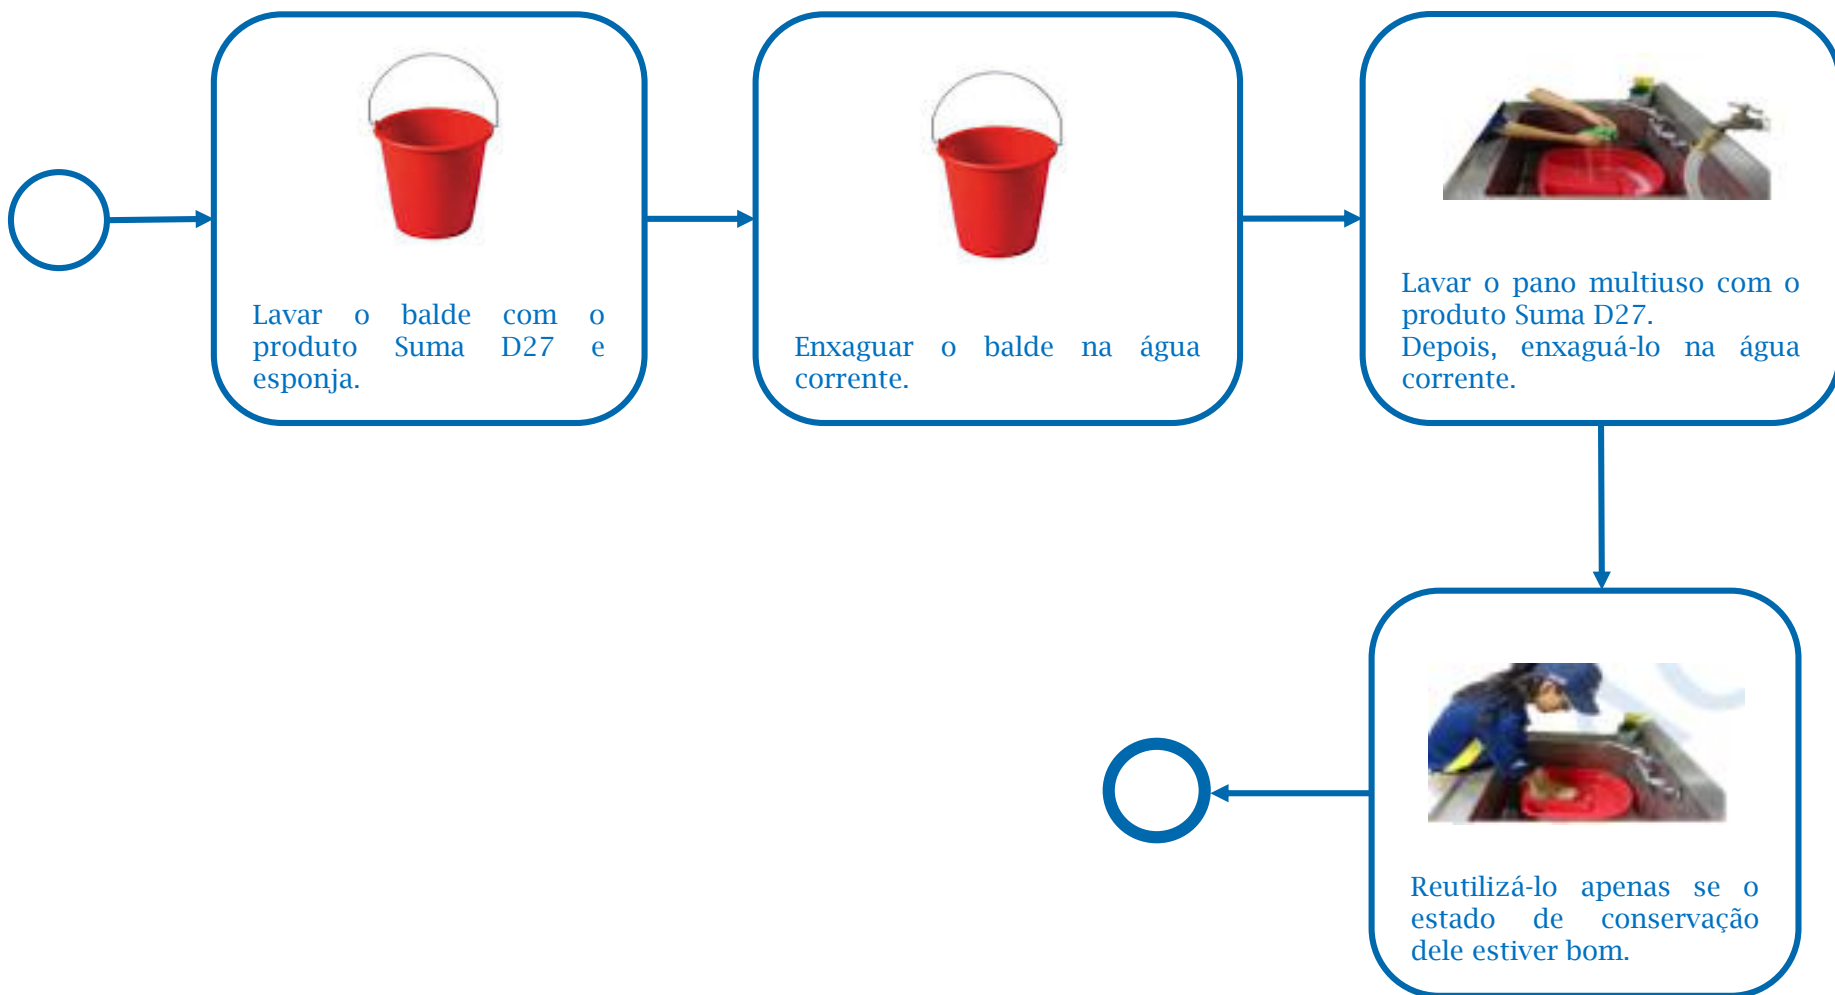 Lavar o balde com o
produto Suma D27 e
esponja.
Enxaguar o balde na água
corrente.
Lavar o pano multiuso com o
produto Suma D27.
Depois, enxaguá-lo na água
corrente.
Reutilizá-lo apenas se o
estado de conservação
dele estiver bom.